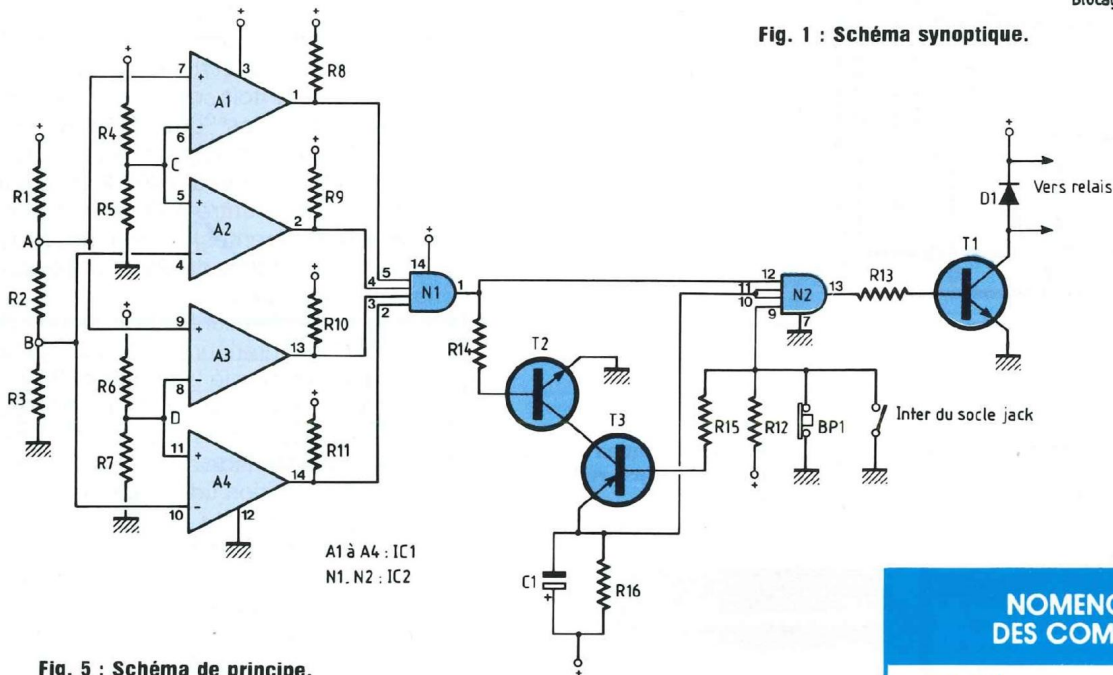 Blocag
Fig. 1 : Schéma synoptique.
+
+
+
+
7
+
3
A1
1
R8
6
-
R4
C
R5
R1
A
R2
B
R3
5
+
A2
2
4
-
R9
+
+
9
+
A3
13
8
-
R6
D
R7
R10
+
11
+
A4
14
10
-
12
R11
+
+
14
5
4
3
2
N1
1
R14
T2
T3
C1
+
R16
+
12
11
10
9
N2
13
7
R13
T1
D1
+
Vers relais
R15
R12
+
BP1
Inter du socle jack
A1 à A4 : IC1
N1, N2 : IC2
Fig. 5 : Schéma de principe.
NOMENC
DES COM